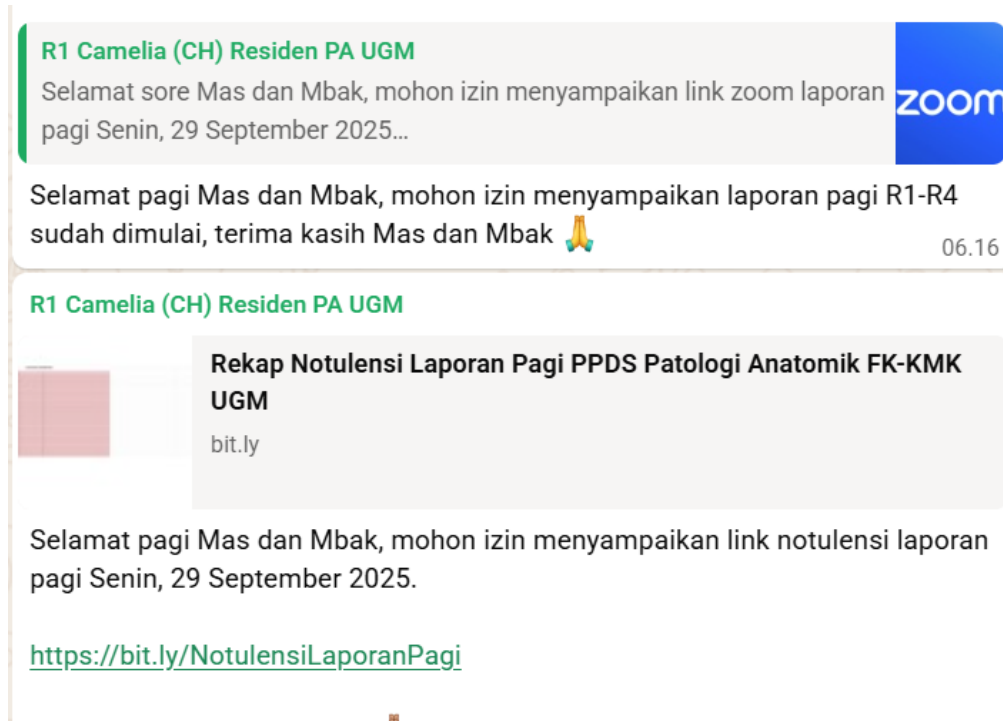 R1 Camelia (CH) Residen PA UGM
Selamat sore Mas dan Mbak, mohon izin menyampaikan link zoom laporan
pagi Senin, 29 September 2025...
zoom
Selamat pagi Mas dan Mbak, mohon izin menyampaikan laporan pagi R1-R4
sudah dimulai, terima kasih Mas dan Mbak 🙏
06.16
R1 Camelia (CH) Residen PA UGM
Rekap Notulensi Laporan Pagi PPDS Patologi Anatomik FK-KMK
UGM
bit.ly
Selamat pagi Mas dan Mbak, mohon izin menyampaikan link notulensi laporan
pagi Senin, 29 September 2025.
https://bit.ly/NotulensiLaporanPagi